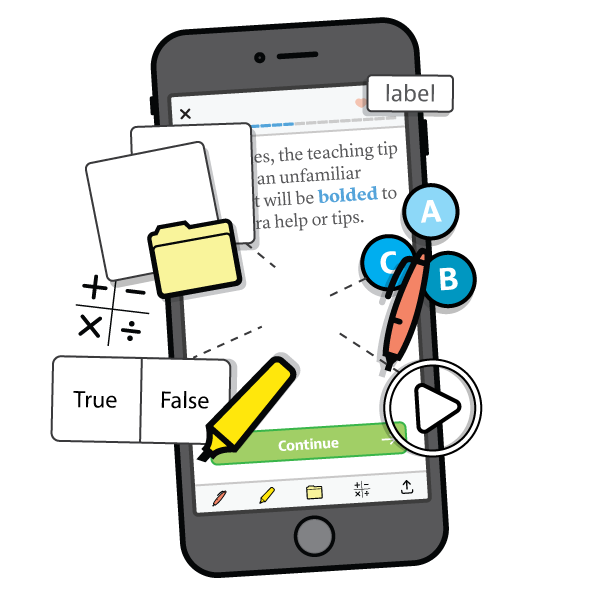 label
es, the teaching tip
an unfamiliar
t will be bolded to
ra help or tips.
A
C
B
+ −
× ÷
True False
Continue
+ −
× ÷